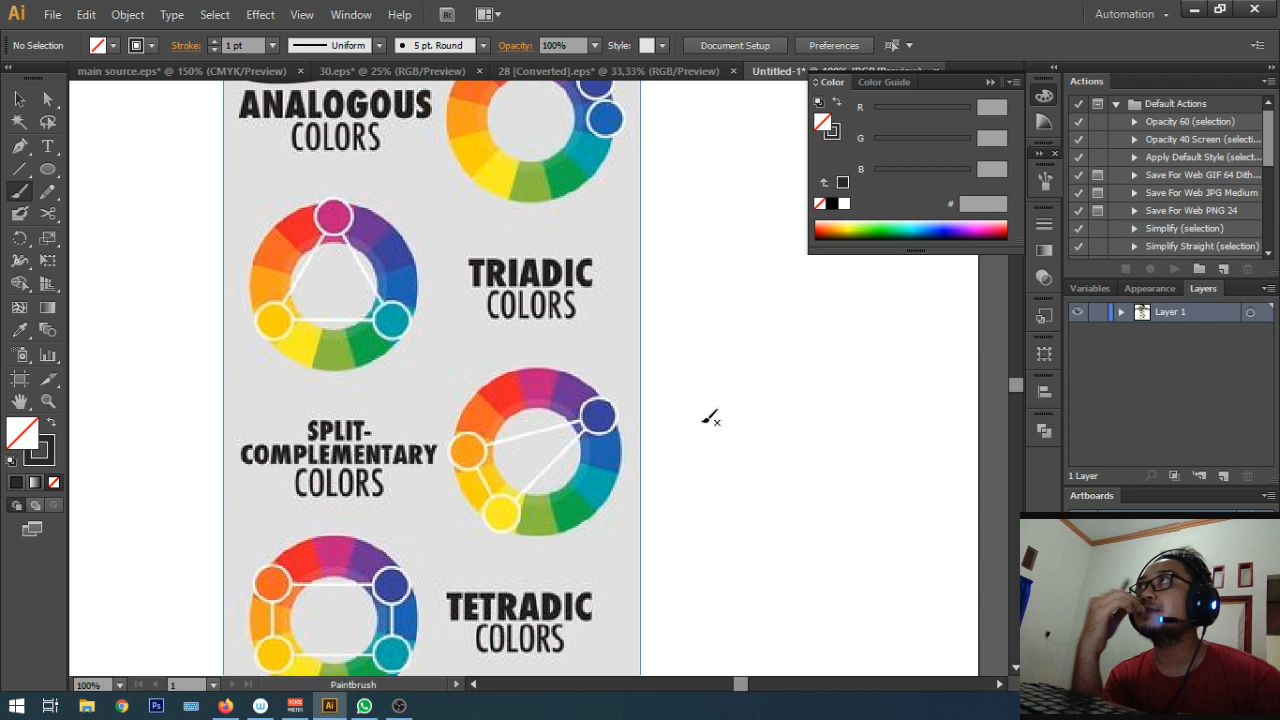 Ai File Edit Object Type Select Effect View Window Help Br Automation
No Selection Stroke: 1 pt Uniform 5 pt. Round Opacity: 100% Style: Document Setup Preferences
main source.eps* @ 150% (CMYK/Preview) × 30.eps* @ 25% (RGB/Preview) × 28 [Converted].eps* @ 33,33% (RGB/Preview) ×
Color Color Guide
R
G
B
#
Actions
Default Actions
Opacity 60 (selection)
Opacity 40 Screen (selecti...
Apply Default Style (select...
Save For Web GIF 64 Dith...
Save For Web JPG Medium
Save For Web PNG 24
Simplify (selection)
Simplify Straight (selection)
Variables Appearance Layers
Layer 1
1 Layer
Artboards
ANALOGOUS
COLORS
TRIADIC
COLORS
SPLIT-
COMPLEMENTARY
COLORS
TETRADIC
COLORS
100% 1 Paintbrush
Ps Ai